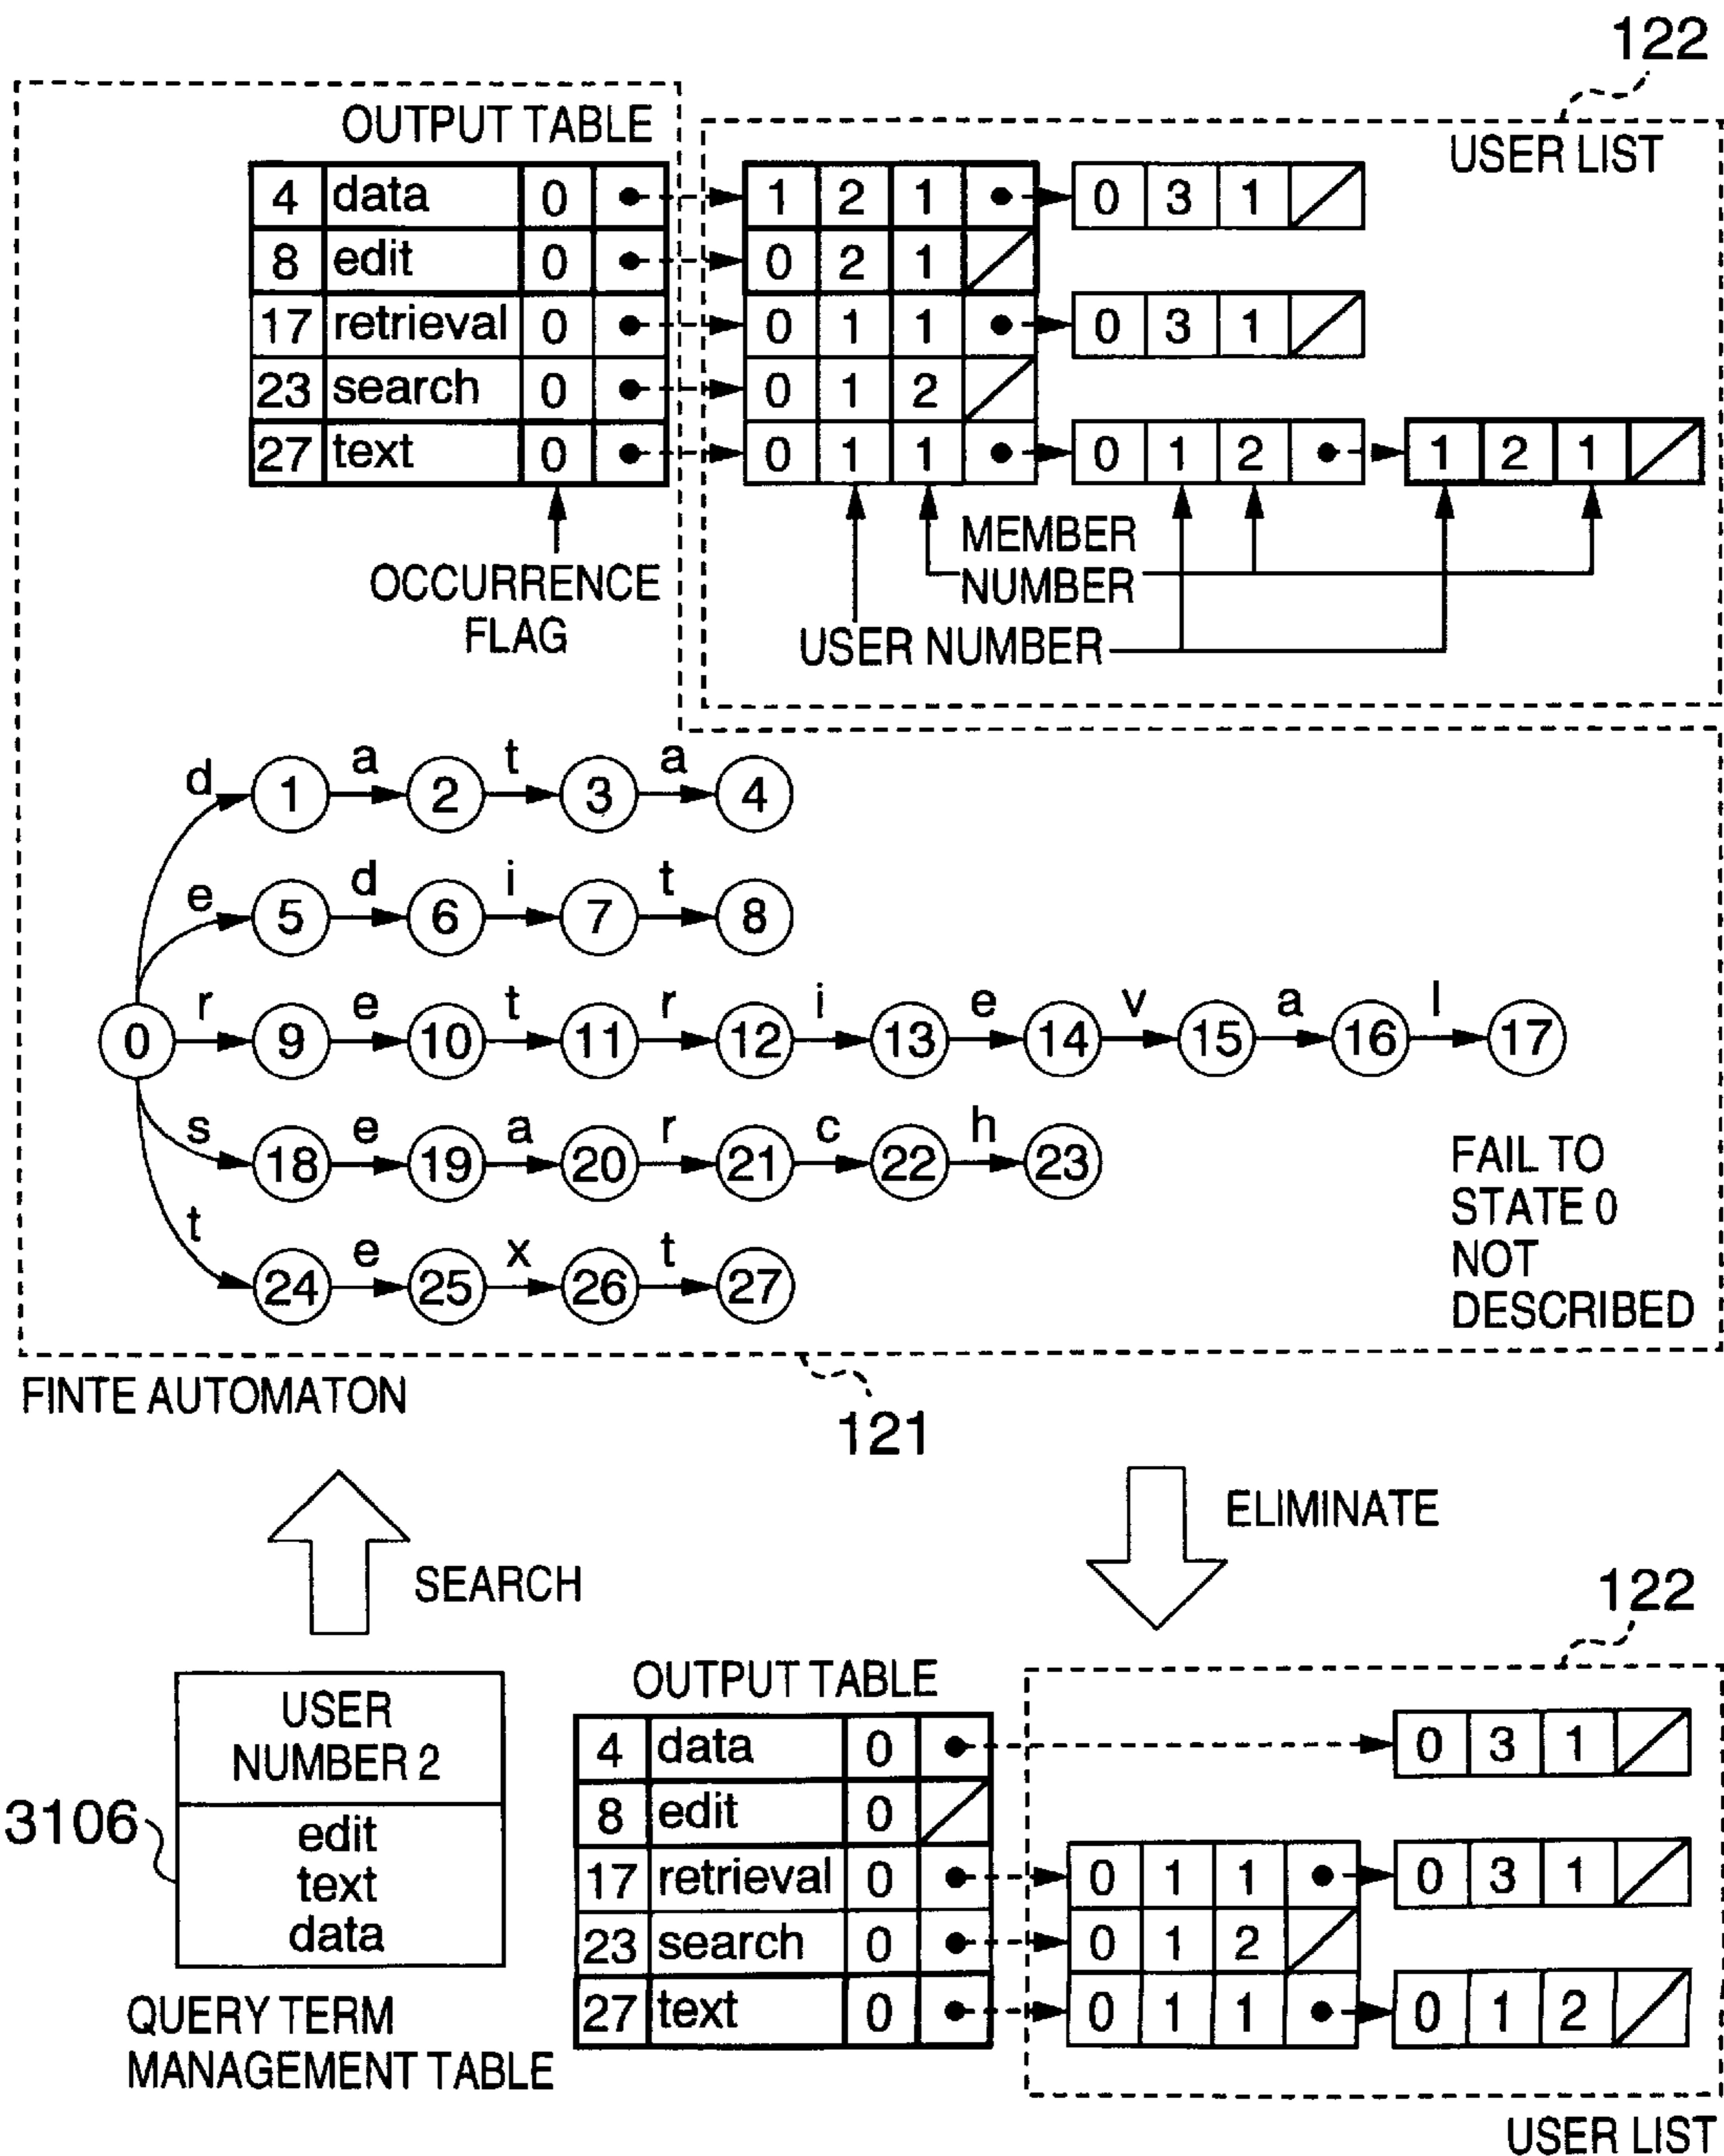 122
OUTPUT TABLE
USER LIST
4 data 0 1 2 1 0 3 1
8 edit 0 0 2 1
17 retrieval 0 0 1 1 0 3 1
23 search 0 0 1 2
27 text 0 0 1 1 0 1 2 1 2 1
OCCURRENCE
FLAG
MEMBER
NUMBER
USER NUMBER
d a t a
1 2 3 4
e d i t
5 6 7 8
r e t r i e v a l
0 9 10 11 12 13 14 15 16 17
s e a r c h
18 19 20 21 22 23
t e x t
24 25 26 27
FAIL TO
STATE 0
NOT
DESCRIBED
FINTE AUTOMATON
121
SEARCH
ELIMINATE
122
USER
NUMBER 2
3106
edit
text
data
QUERY TERM
MANAGEMENT TABLE
OUTPUT TABLE
4 data 0 0 3 1
8 edit 0
17 retrieval 0 0 1 1 0 3 1
23 search 0 0 1 2
27 text 0 0 1 1 0 1 2
USER LIST